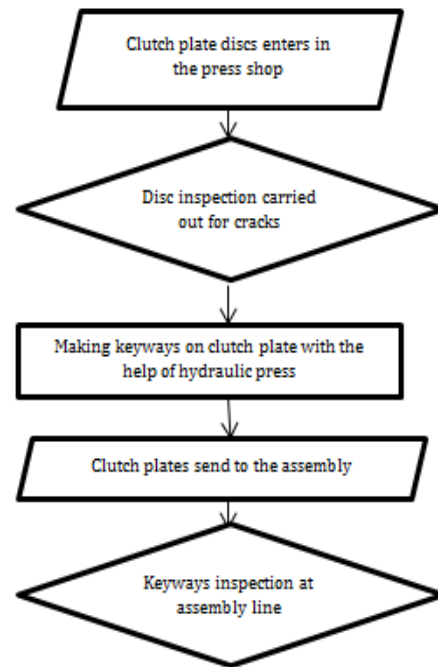 Clutch plate discs enters in
the press shop
Disc inspection carried
out for cracks
Making keyways on clutch plate with the
help of hydraulic press
Clutch plates send to the assembly
Keyways inspection at
assembly line